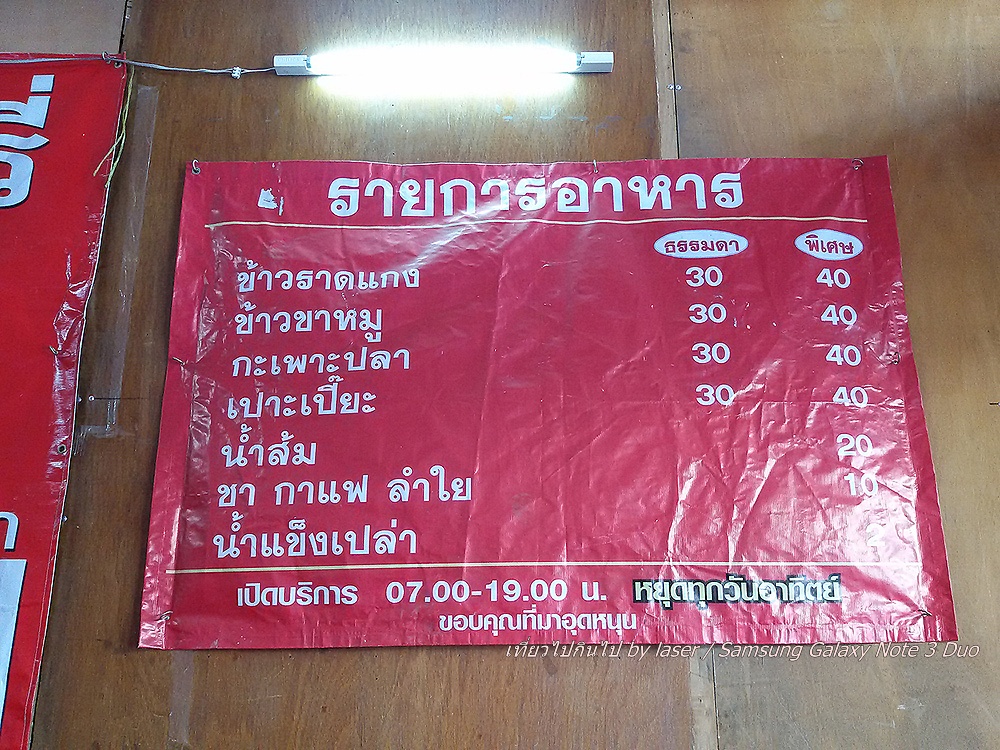 รายการอาหาร
ธรรมดา พิเศษ
ข้าวราดแกง 30 40
ข้าวขาหมู 30 40
กะเพาะปลา 30 40
เปาะเปี๊ยะ 30 40
น้ำส้ม 20
ชา กาแฟ ลำใย 10
น้ำแข็งเปล่า
เปิดบริการ 07.00-19.00 น. หยุดทุกวันอาทิตย์
ขอบคุณที่มาอุดหนุน
เที่ยวไปกินไป by laser / Samsung Galaxy Note 3 Duo